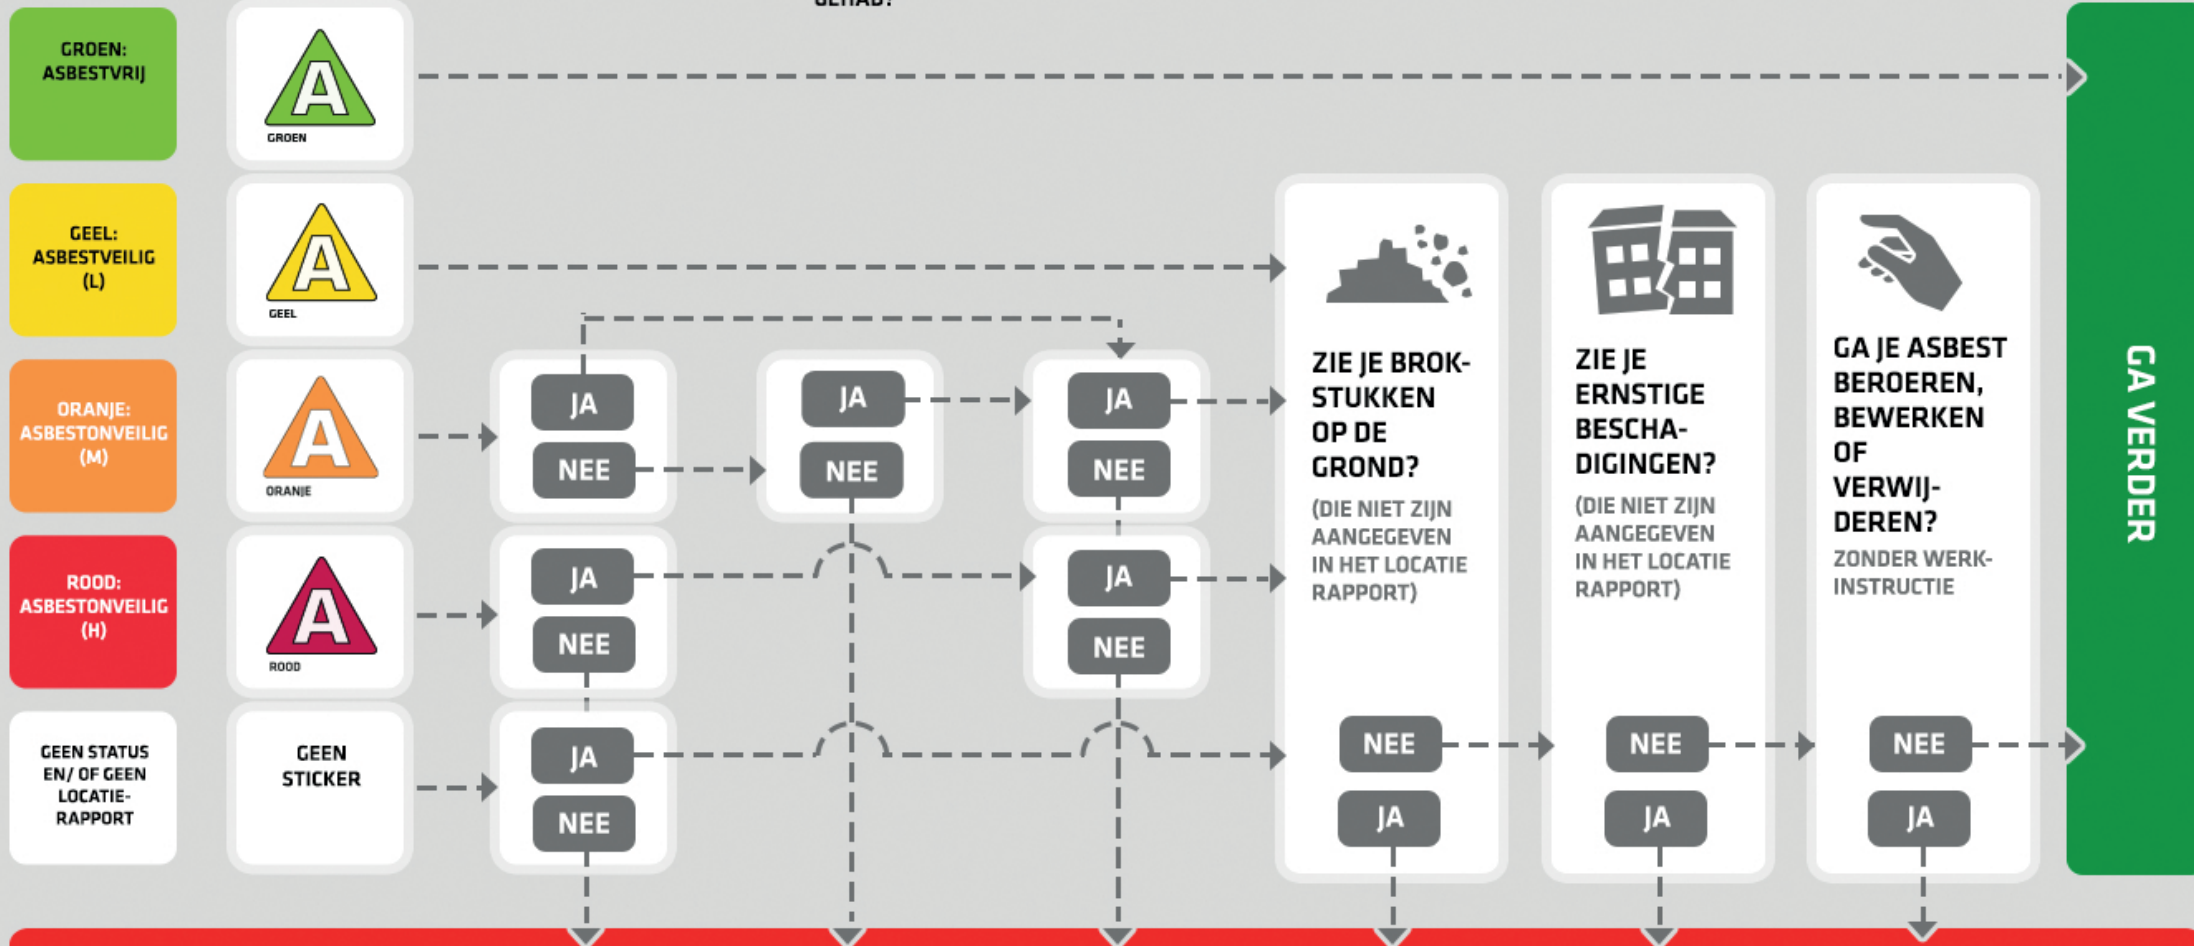 GEHAD?
GROEN:
ASBESTVRIJ
A
GROEN
GEEL:
ASBESTVEILIG
(L)
A
GEEL
ORANJE:
ASBESTONVEILIG
(M)
A
ORANJE
JA
NEE
JA
NEE
JA
NEE
ROOD:
ASBESTONVEILIG
(H)
A
ROOD
JA
NEE
JA
NEE
GEEN STATUS
EN/ OF GEEN
LOCATIE-
RAPPORT
GEEN
STICKER
JA
NEE
ZIE JE BROK-
STUKKEN
OP DE
GROND?
(DIE NIET ZIJN
AANGEGEVEN
IN HET LOCATIE
RAPPORT)
NEE
JA
ZIE JE
ERNSTIGE
BESCHA-
DIGINGEN?
(DIE NIET ZIJN
AANGEGEVEN
IN HET LOCATIE
RAPPORT)
NEE
JA
GA JE ASBEST
BEROEREN,
BEWERKEN
OF
VERWIJ-
DEREN?
ZONDER WERK-
INSTRUCTIE
NEE
JA
GA VERDER